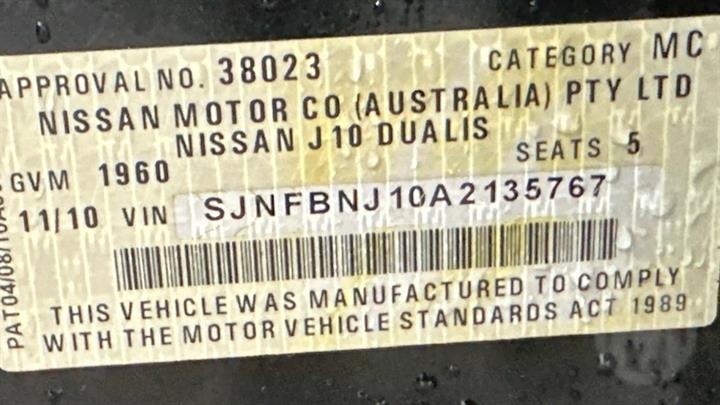 APPROVAL NO. 38023 CATEGORY MC
NISSAN MOTOR CO (AUSTRALIA) PTY LTD
NISSAN J10 DUALIS
GVM 1960 SEATS 5
11/10 VIN SJNFBNJ10A2135767
THIS VEHICLE WAS MANUFACTURED TO COMPLY
WITH THE MOTOR VEHICLE STANDARDS ACT 1989